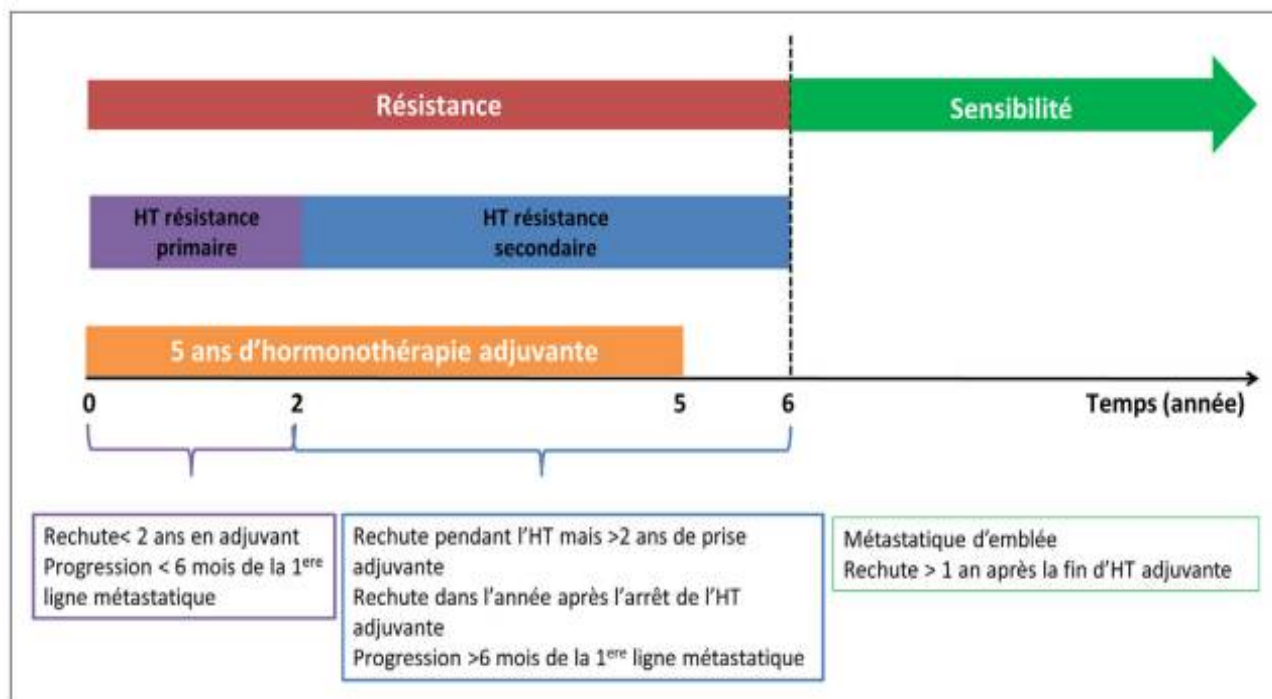 Résistance
Sensibilité
HT résistance
primaire
HT résistance
secondaire
5 ans d’hormonothérapie adjuvante
0 2 5 6 Temps (année)
Rechute< 2 ans en adjuvant
Progression < 6 mois de la 1ere
ligne métastatique
Rechute pendant l’HT mais >2 ans de prise
adjuvante
Rechute dans l’année après l’arrêt de l’HT
adjuvante
Progression >6 mois de la 1ere ligne métastatique
Métastatique d’emblée
Rechute > 1 an après la fin d’HT adjuvante